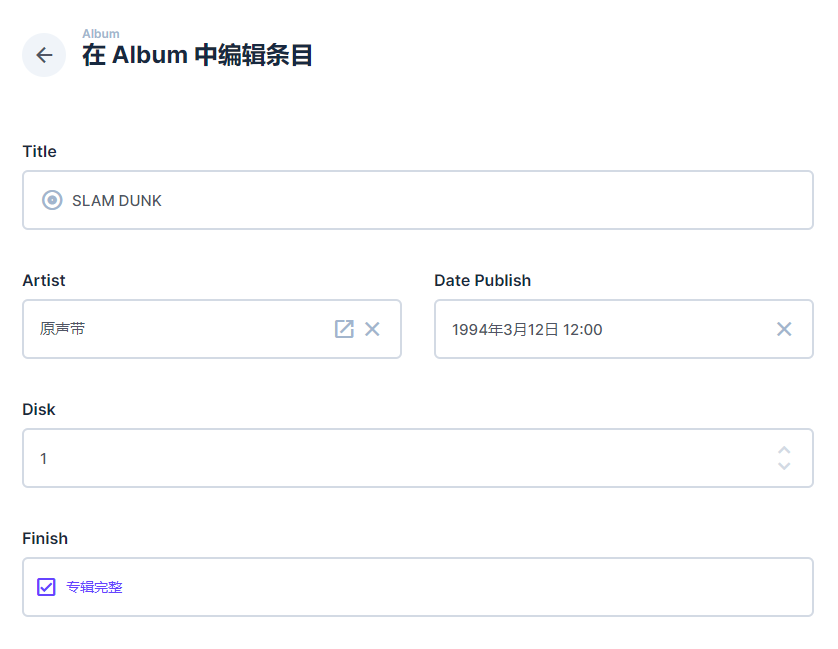 Album
在 Album 中编辑条目
Title
SLAM DUNK
Artist
Date Publish
原声带
1994年3月12日 12:00
Disk
1
Finish
专辑完整